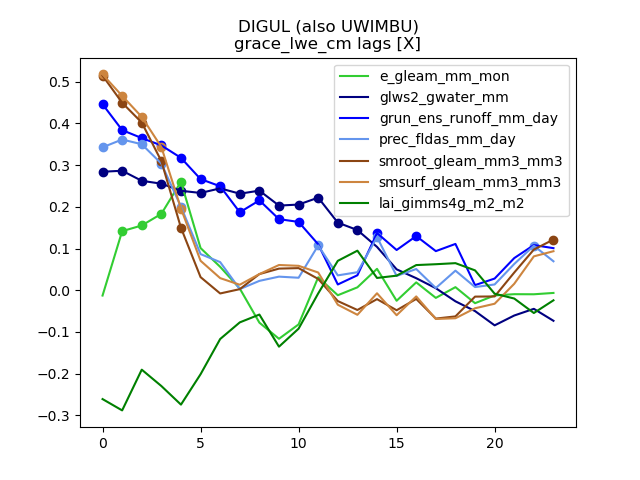 DIGUL (also UWIMBU)
grace_lwe_cm lags [X]
e_gleam_mm_mon
glws2_gwater_mm
grun_ens_runoff_mm_day
prec_fldas_mm_day
smroot_gleam_mm3_mm3
smsurf_gleam_mm3_mm3
lai_gimms4g_m2_m2
0.5
0.4
0.3
0.2
0.1
0.0
−0.1
−0.2
−0.3
0 5 10 15 20